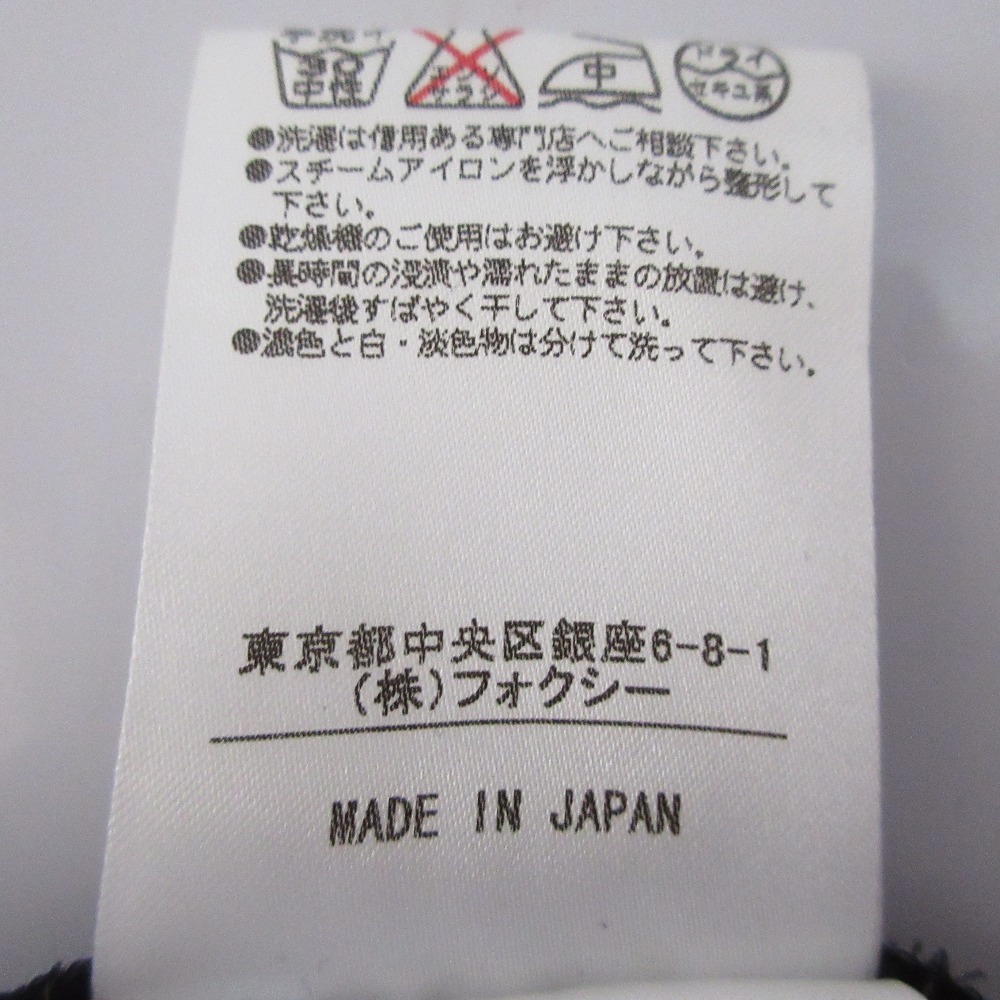 手洗イ
30
中性
エンソ
サラシ
中
ドライ
セキユ系
●洗濯は信用ある専門店へご相談下さい。
●スチームアイロンを浮かしながら整形して
下さい。
●乾燥機のご使用はお避け下さい。
●長時間の浸漬や濡れたままの放置は避け、
洗濯後すばやく干して下さい。
●濃色と白・淡色物は分けて洗って下さい。
東京都中央区銀座6-8-1
(株)フォクシー
MADE IN JAPAN